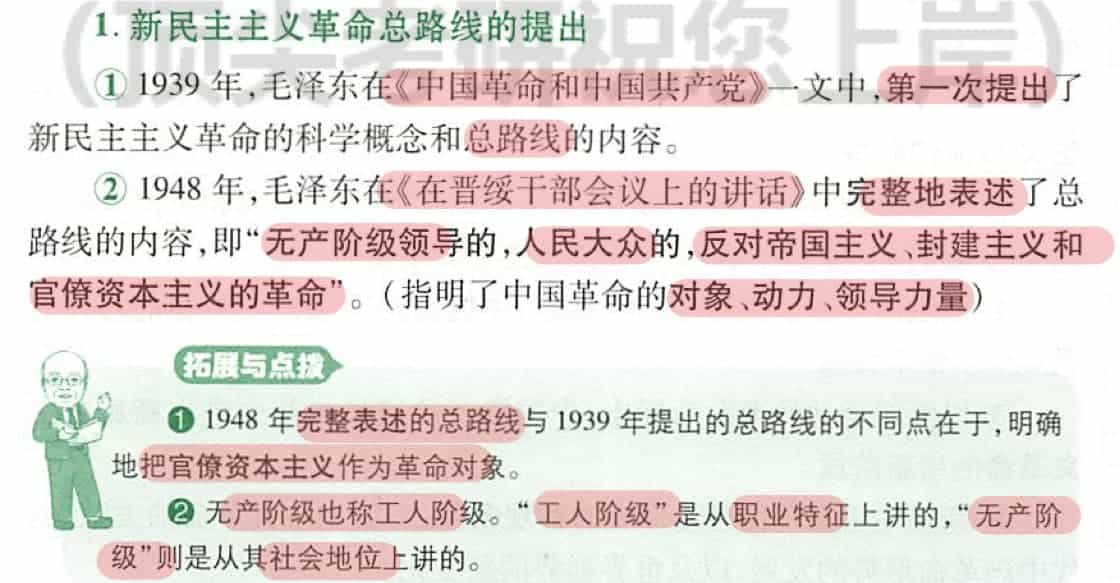 (顶尖考研祝您上岸)
1. 新民主主义革命总路线的提出
① 1939 年,毛泽东在《中国革命和中国共产党》一文中,第一次提出了
新民主主义革命的科学概念和总路线的内容。
② 1948 年,毛泽东在《在晋绥干部会议上的讲话》中完整地表述了总
路线的内容,即“无产阶级领导的,人民大众的,反对帝国主义、封建主义和
官僚资本主义的革命”。(指明了中国革命的对象、动力、领导力量)
拓展与点拨
❶ 1948 年完整表述的总路线与 1939 年提出的总路线的不同点在于,明确
地把官僚资本主义作为革命对象。
❷ 无产阶级也称工人阶级。“工人阶级”是从职业特征上讲的,“无产阶
级”则是从其社会地位上讲的。